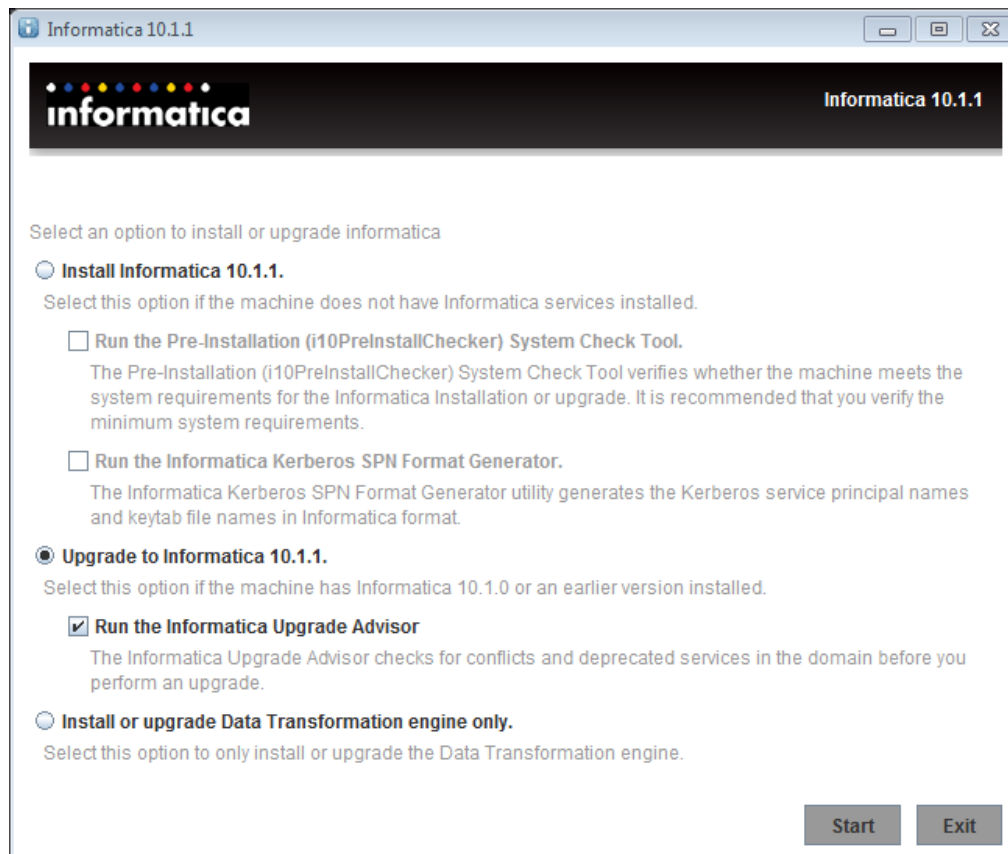 Informatica 10.1.1
informatica
Informatica 10.1.1
Select an option to install or upgrade informatica
Install Informatica 10.1.1.
Select this option if the machine does not have Informatica services installed.
Run the Pre-Installation (i10PreInstallChecker) System Check Tool.
The Pre-Installation (i10PreInstallChecker) System Check Tool verifies whether the machine meets the
system requirements for the Informatica Installation or upgrade. It is recommended that you verify the
minimum system requirements.
Run the Informatica Kerberos SPN Format Generator.
The Informatica Kerberos SPN Format Generator utility generates the Kerberos service principal names
and keytab file names in Informatica format.
Upgrade to Informatica 10.1.1.
Select this option if the machine has Informatica 10.1.0 or an earlier version installed.
Run the Informatica Upgrade Advisor
The Informatica Upgrade Advisor checks for conflicts and deprecated services in the domain before you
perform an upgrade.
Install or upgrade Data Transformation engine only.
Select this option to only install or upgrade the Data Transformation engine.
Start Exit